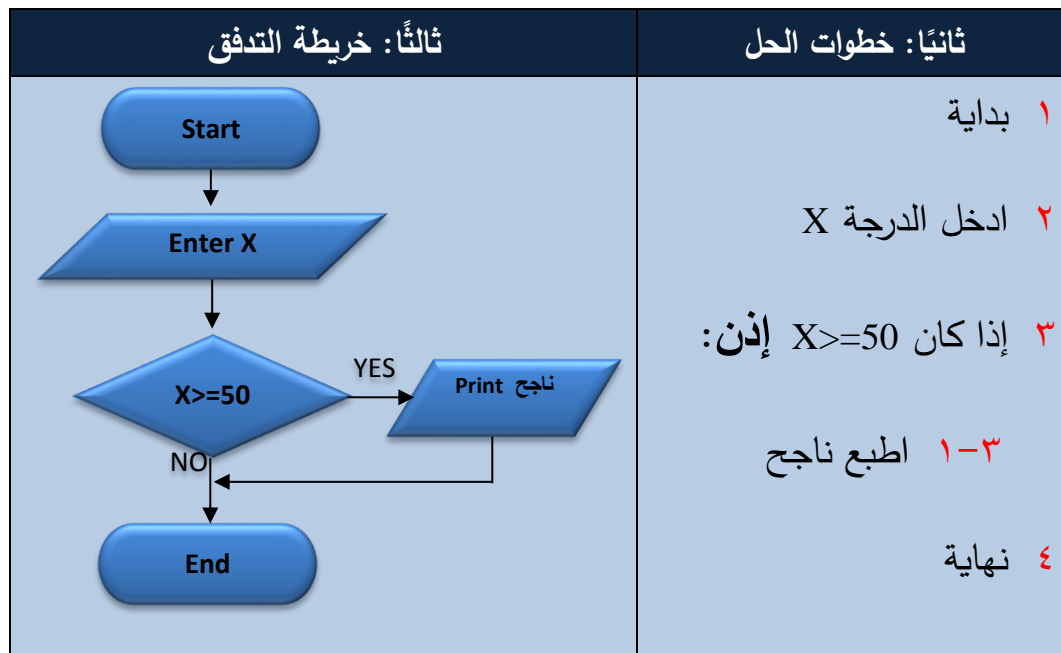 ثانيًا: خطوات الحل
١ بداية
٢ ادخل الدرجة X
٣ إذا كان X>=50 إذن:
٣-١ اطبع ناجح
٤ نهاية
ثالثًا: خريطة التدفق
Start
Enter X
X>=50
YES
Print ناجح
NO
End